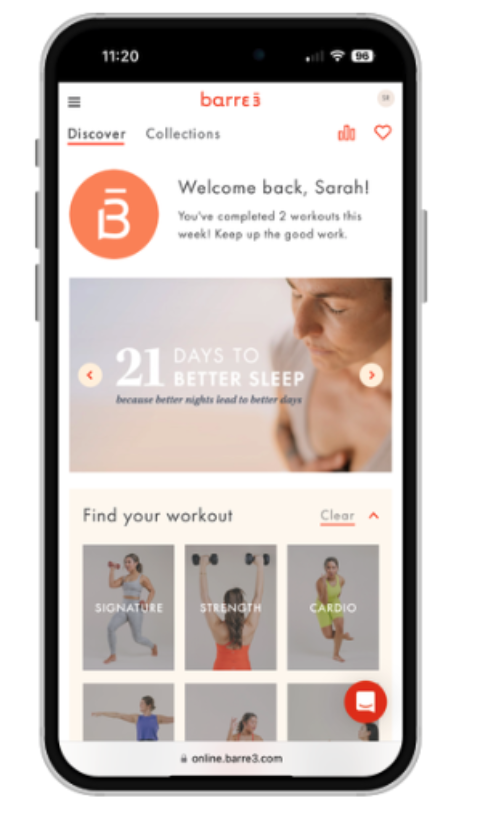 11:20
96
barre3
SR
Discover Collections
B
Welcome back, Sarah!
You've completed 2 workouts this
week! Keep up the good work.
21 DAYS TO
BETTER SLEEP
because better nights lead to better days
Find your workout
Clear
SIGNATURE STRENGTH CARDIO
online.barre3.com